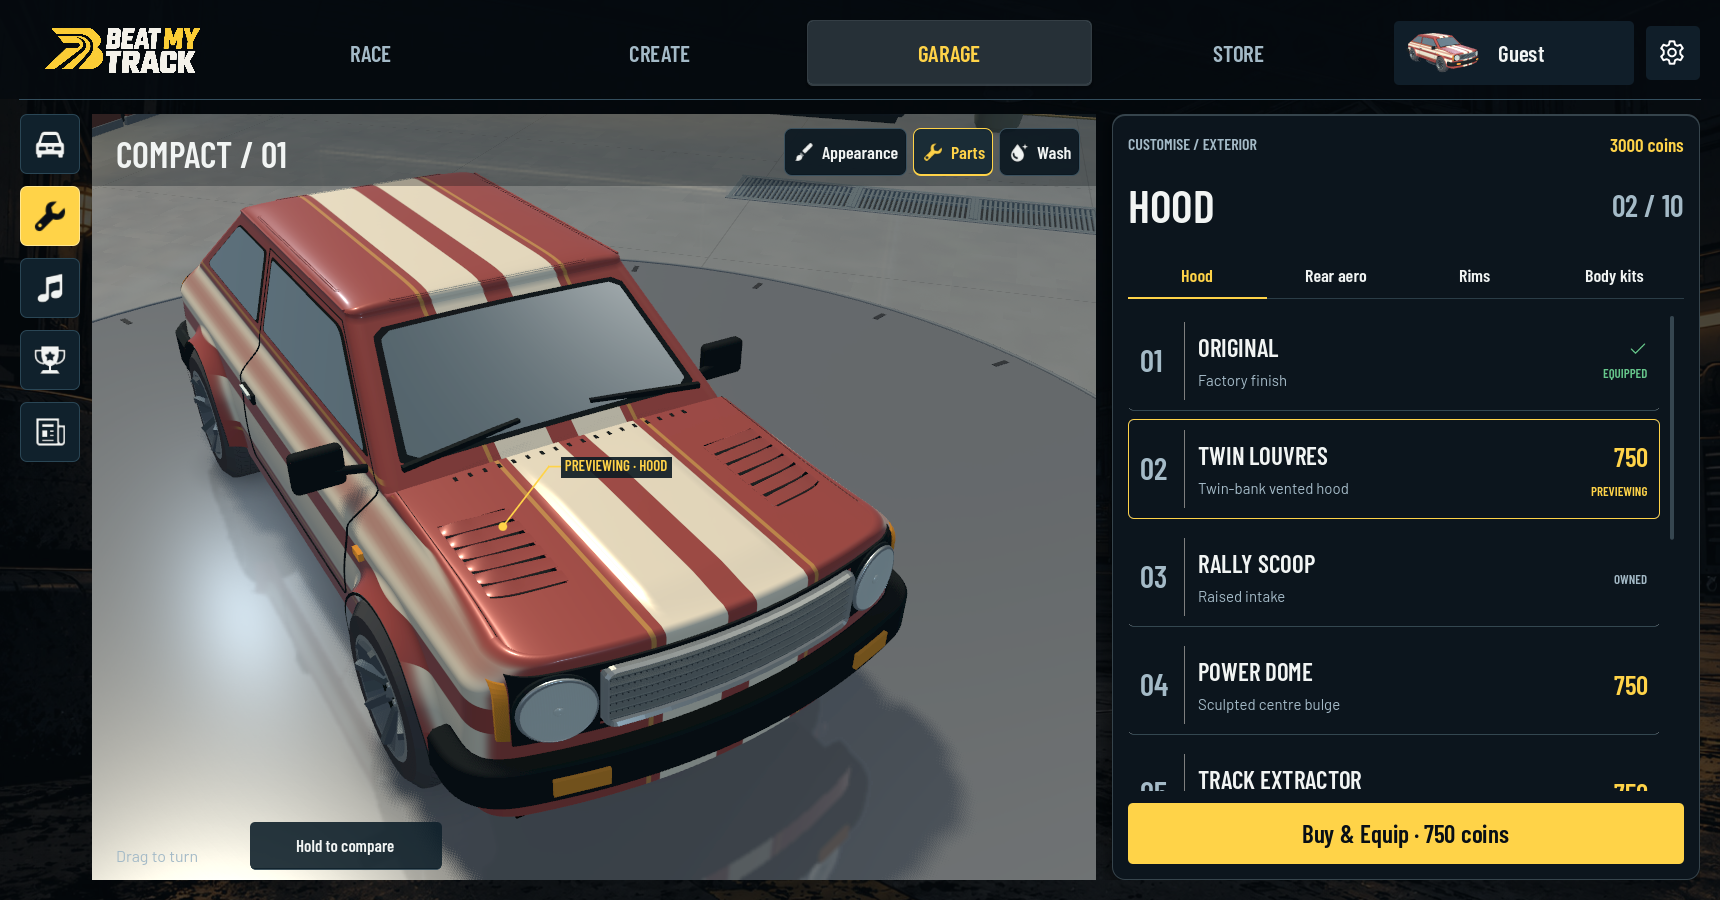 BEAT MY
TRACK
RACE
CREATE
GARAGE
STORE
Guest
COMPACT / 01
Appearance
Parts
Wash
PREVIEWING · HOOD
Drag to turn
Hold to compare
CUSTOMISE / EXTERIOR
3000 coins
HOOD
02 / 10
Hood
Rear aero
Rims
Body kits
01
ORIGINAL
Factory finish
EQUIPPED
02
TWIN LOUVRES
Twin-bank vented hood
750
PREVIEWING
03
RALLY SCOOP
Raised intake
OWNED
04
POWER DOME
Sculpted centre bulge
750
05
TRACK EXTRACTOR
750
Buy & Equip · 750 coins